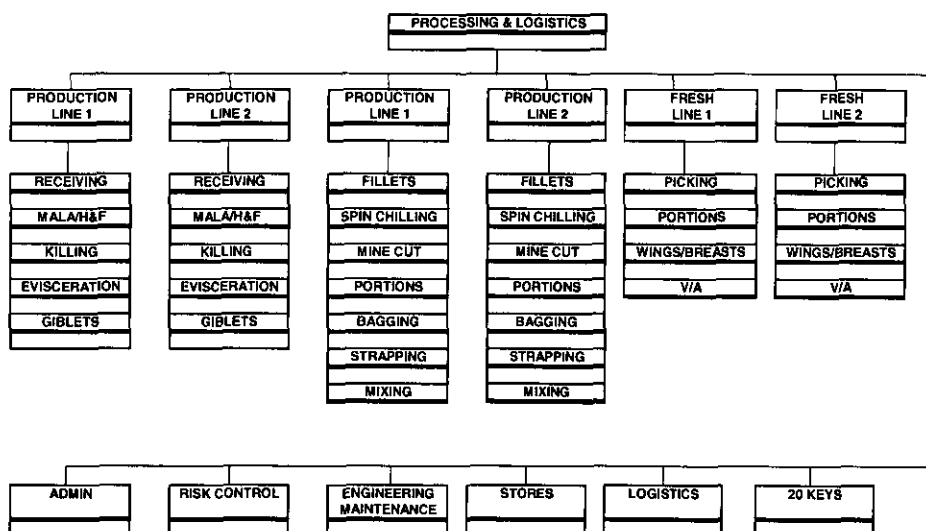 PROCESSING & LOGISTICS
PRODUCTION
LINE 1
PRODUCTION
LINE 2
PRODUCTION
LINE 1
PRODUCTION
LINE 2
FRESH
LINE 1
FRESH
LINE 2
RECEIVING
MALA/H&F
KILLING
EVISCERATION
GIBLETS
RECEIVING
MALA/H&F
KILLING
EVISCERATION
GIBLETS
FILLETS
SPIN CHILLING
MINE CUT
PORTIONS
BAGGING
STRAPPING
MIXING
FILLETS
SPIN CHILLING
MINE CUT
PORTIONS
BAGGING
STRAPPING
MIXING
PICKING
PORTIONS
WINGS/BREASTS
V/A
PICKING
PORTIONS
WINGS/BREASTS
V/A
ADMIN
RISK CONTROL
ENGINEERING
MAINTENANCE
STORES
LOGISTICS
20 KEYS